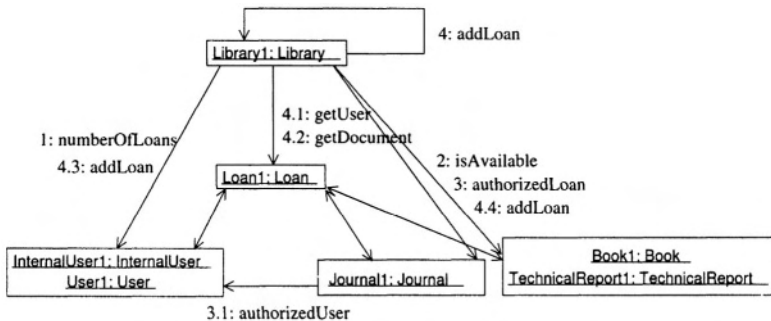 4: addLoan
Library1: Library
4.1: getUser
4.2: getDocument
1: numberOfLoans
4.3: addLoan
2: isAvailable
3: authorizedLoan
4.4: addLoan
Loan1: Loan
InternalUser1: InternalUser
User1: User
Journal1: Journal
Book1: Book
TechnicalReport1: TechnicalReport
3.1: authorizedUser